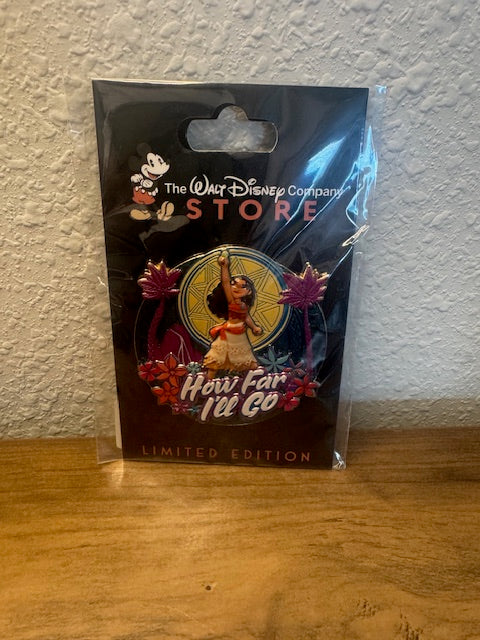 The WALT DISNEY Company
STORE
How Far
I'll Go
LIMITED EDITION